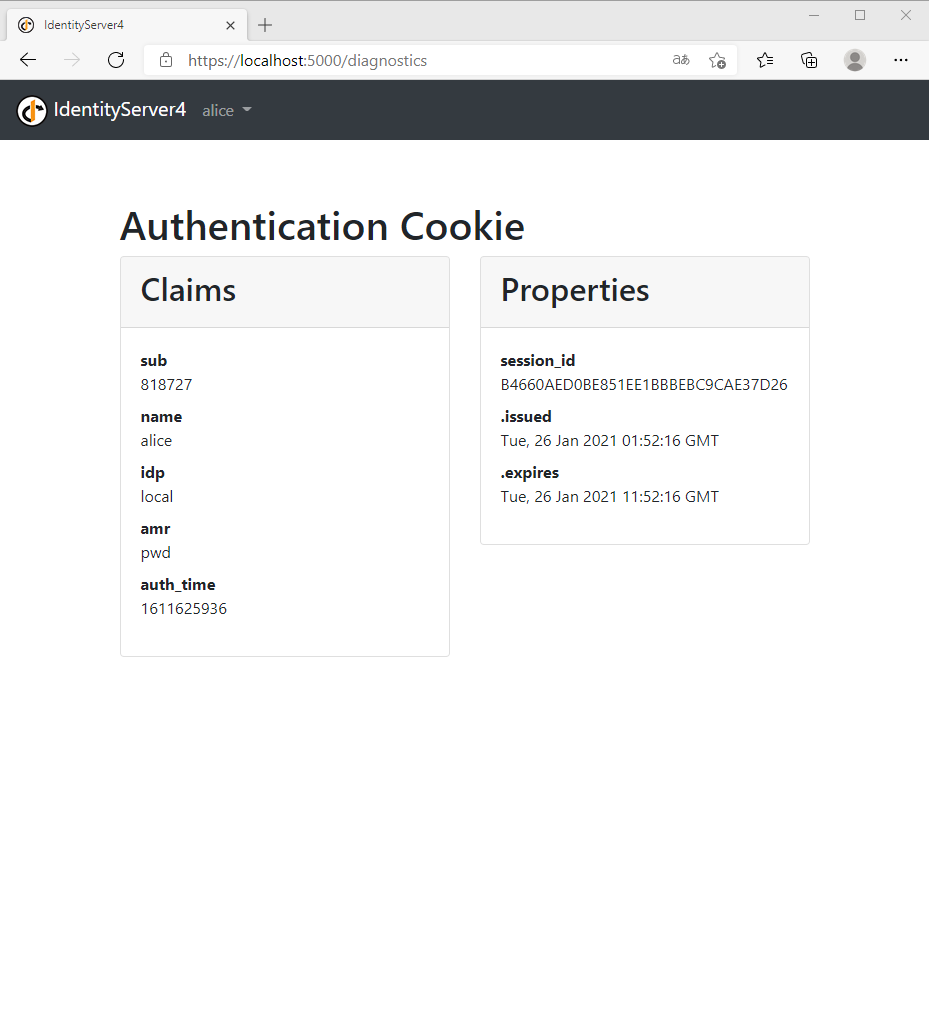 IdentityServer4
https://localhost:5000/diagnostics
IdentityServer4 alice
Authentication Cookie
Claims
sub
818727
name
alice
idp
local
amr
pwd
auth_time
1611625936
Properties
session_id
B4660AED0BE851EE1BBBEBC9CAE37D26
.issued
Tue, 26 Jan 2021 01:52:16 GMT
.expires
Tue, 26 Jan 2021 11:52:16 GMT